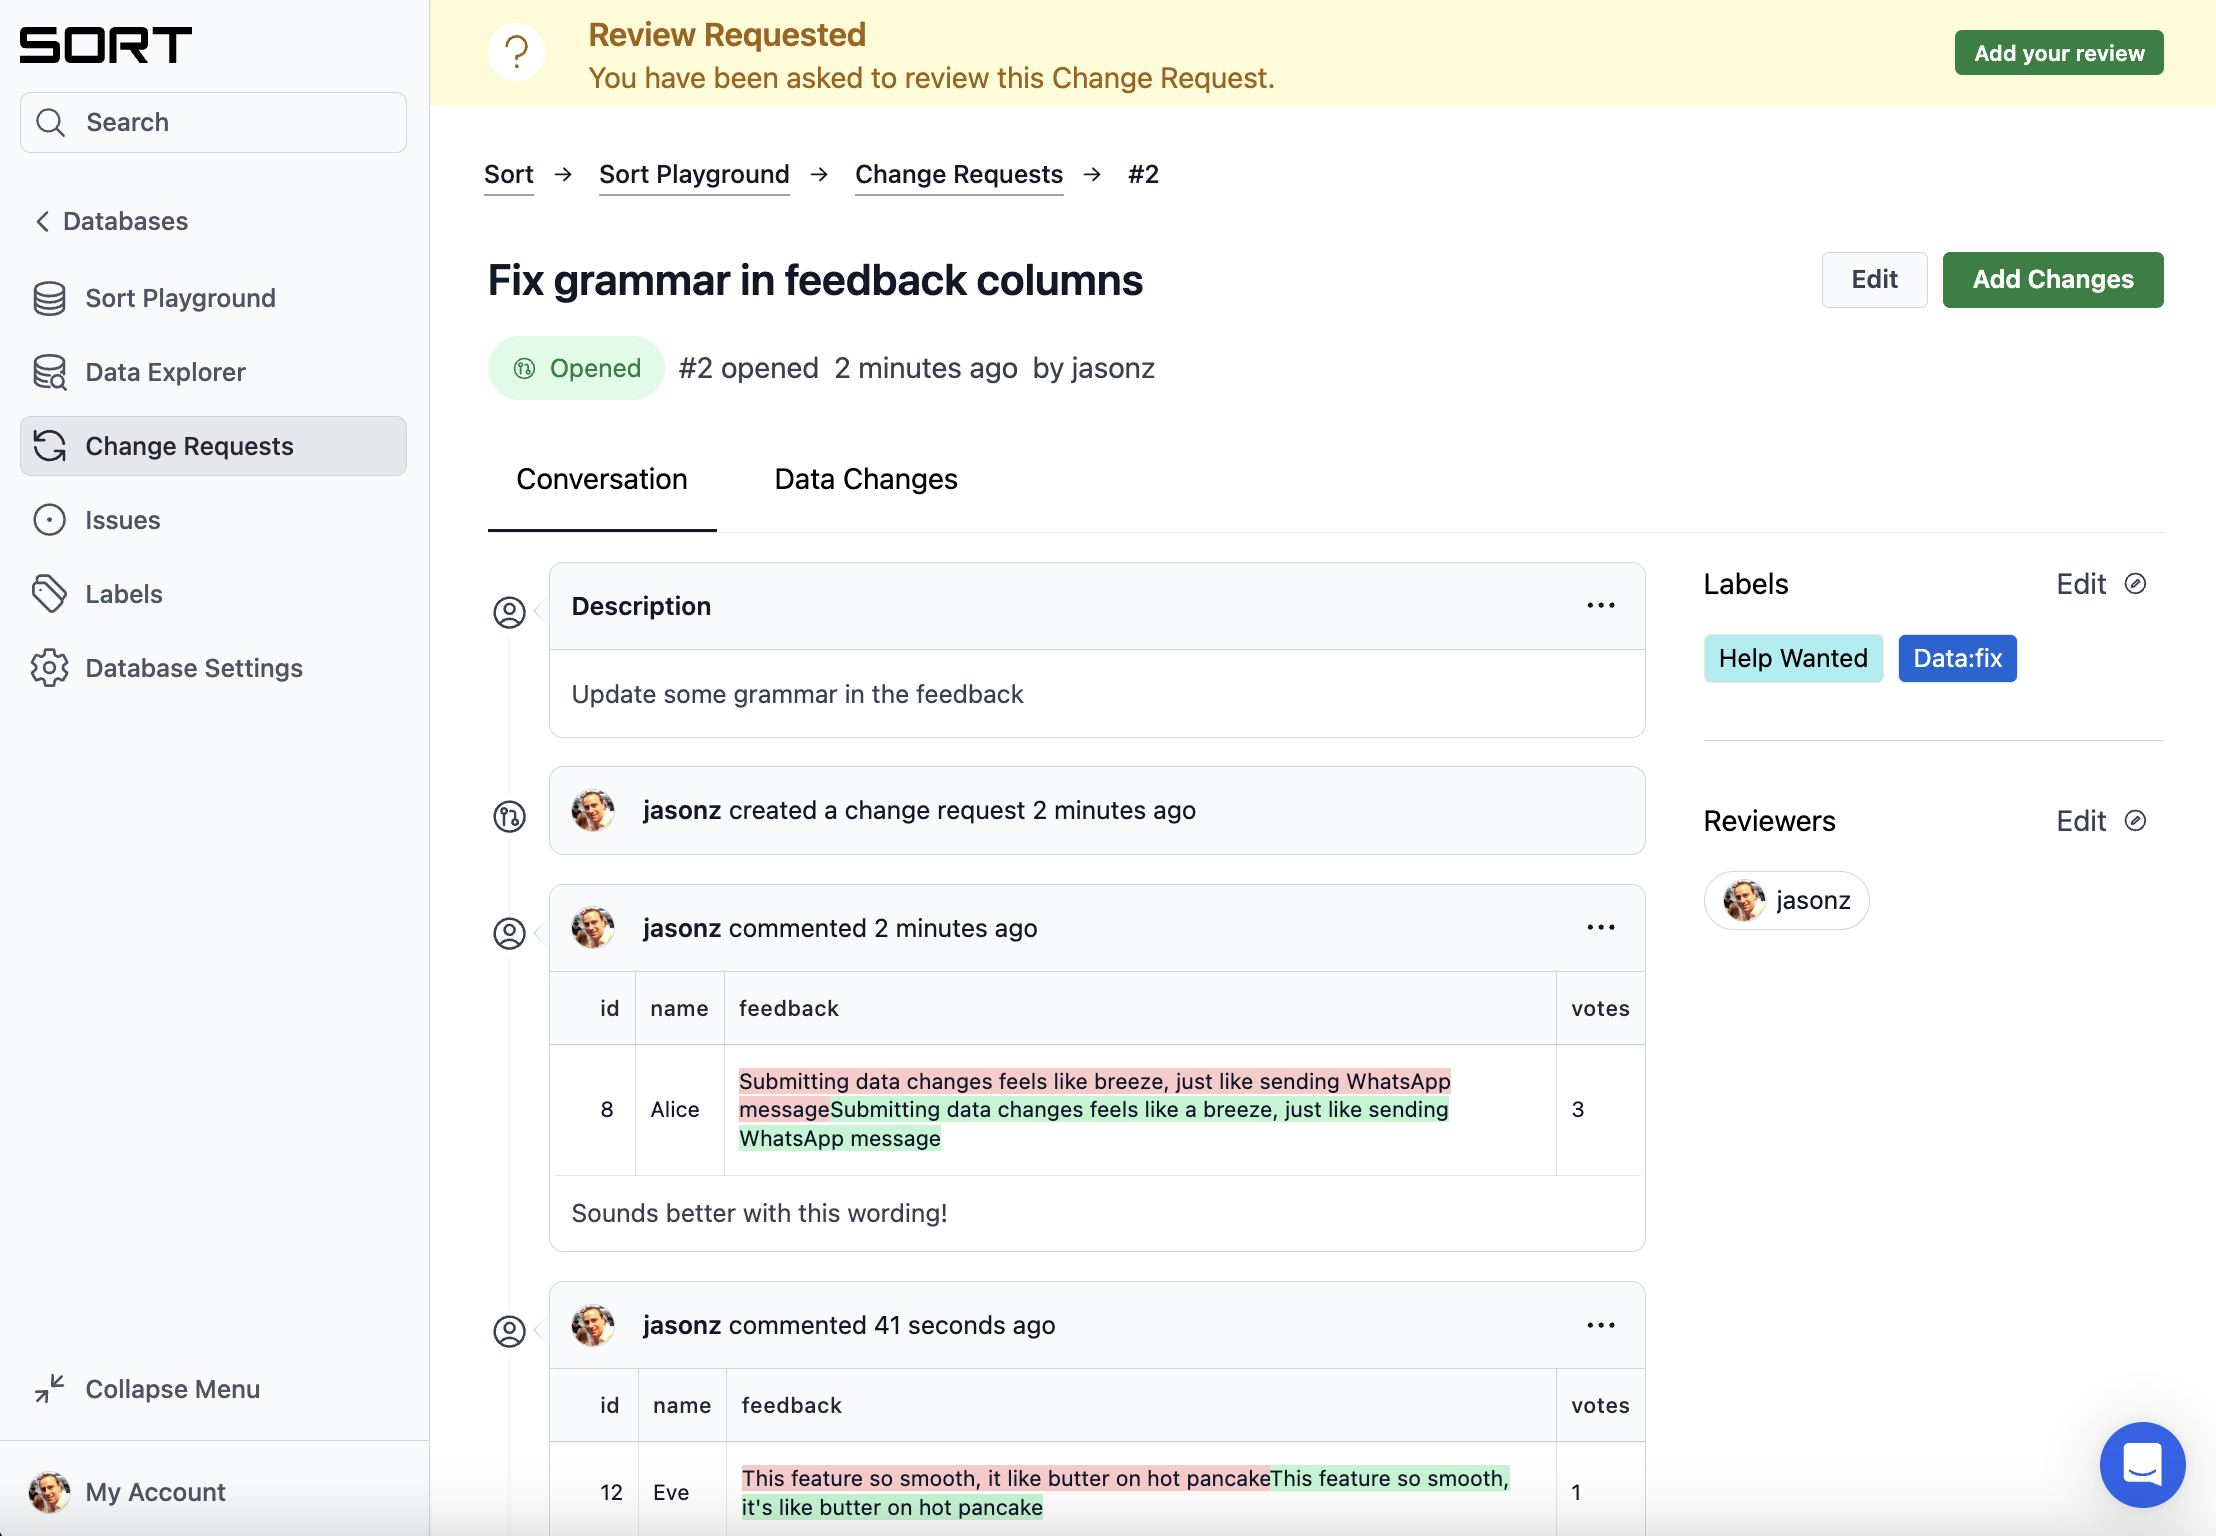 SORT
Search
Databases
Sort Playground
Data Explorer
Change Requests
Issues
Labels
Database Settings
Collapse Menu
My Account
?
Review Requested
You have been asked to review this Change Request.
Add your review
Sort → Sort Playground → Change Requests → #2
Fix grammar in feedback columns
Edit
Add Changes
Opened
#2 opened 2 minutes ago by jasonz
Conversation
Data Changes
Description
Update some grammar in the feedback
jasonz created a change request 2 minutes ago
jasonz commented 2 minutes ago
id name feedback votes
Submitting data changes feels like breeze, just like sending WhatsApp
8 Alice messageSubmitting data changes feels like a breeze, just like sending 3
WhatsApp message
Sounds better with this wording!
jasonz commented 41 seconds ago
id name feedback votes
This feature so smooth, it like butter on hot pancakeThis feature so smooth,
12 Eve 1
it's like butter on hot pancake
Labels
Edit
Help Wanted
Data:fix
Reviewers
Edit
jasonz